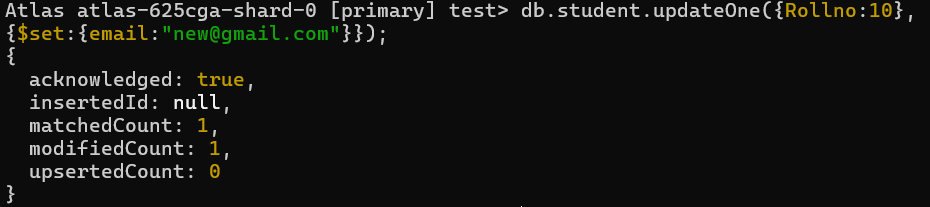 Atlas atlas-625cga-shard-0 [primary] test> db.student.updateOne({Rollno:10},
{$set:{email:"new@gmail.com"}});
{
  acknowledged: true,
  insertedId: null,
  matchedCount: 1,
  modifiedCount: 1,
  upsertedCount: 0
}